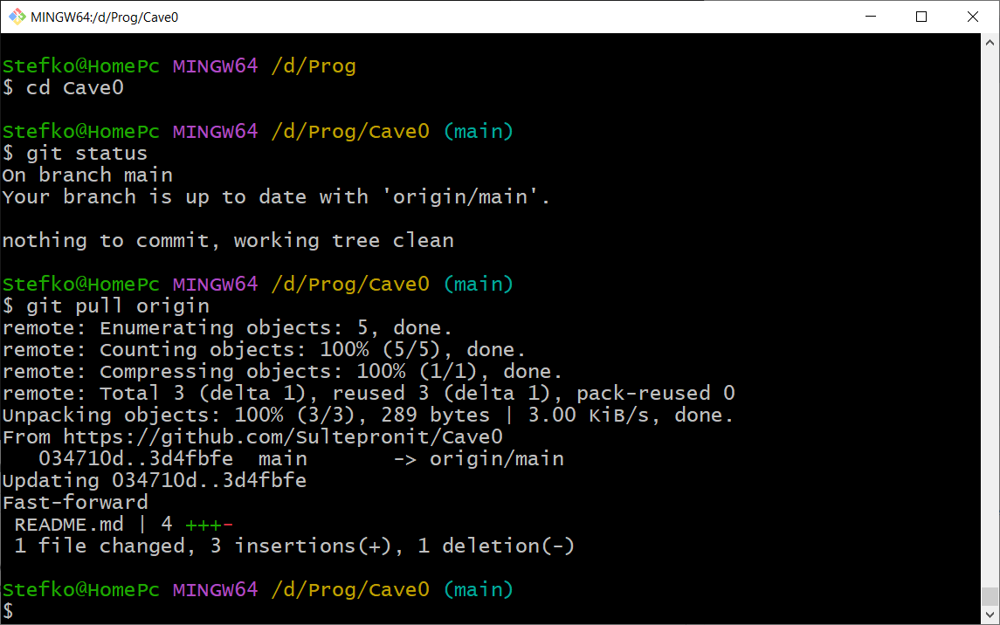 MINGW64:/d/Prog/Cave0
Stefko@HomePc MINGW64 /d/Prog
$ cd Cave0
Stefko@HomePc MINGW64 /d/Prog/Cave0 (main)
$ git status
On branch main
Your branch is up to date with 'origin/main'.
nothing to commit, working tree clean
Stefko@HomePc MINGW64 /d/Prog/Cave0 (main)
$ git pull origin
remote: Enumerating objects: 5, done.
remote: Counting objects: 100% (5/5), done.
remote: Compressing objects: 100% (1/1), done.
remote: Total 3 (delta 1), reused 3 (delta 1), pack-reused 0
Unpacking objects: 100% (3/3), 289 bytes | 3.00 KiB/s, done.
From https://github.com/Sultepronit/Cave0
   034710d..3d4fbfe  main       -> origin/main
Updating 034710d..3d4fbfe
Fast-forward
 README.md | 4 +++-
 1 file changed, 3 insertions(+), 1 deletion(-)
Stefko@HomePc MINGW64 /d/Prog/Cave0 (main)
$